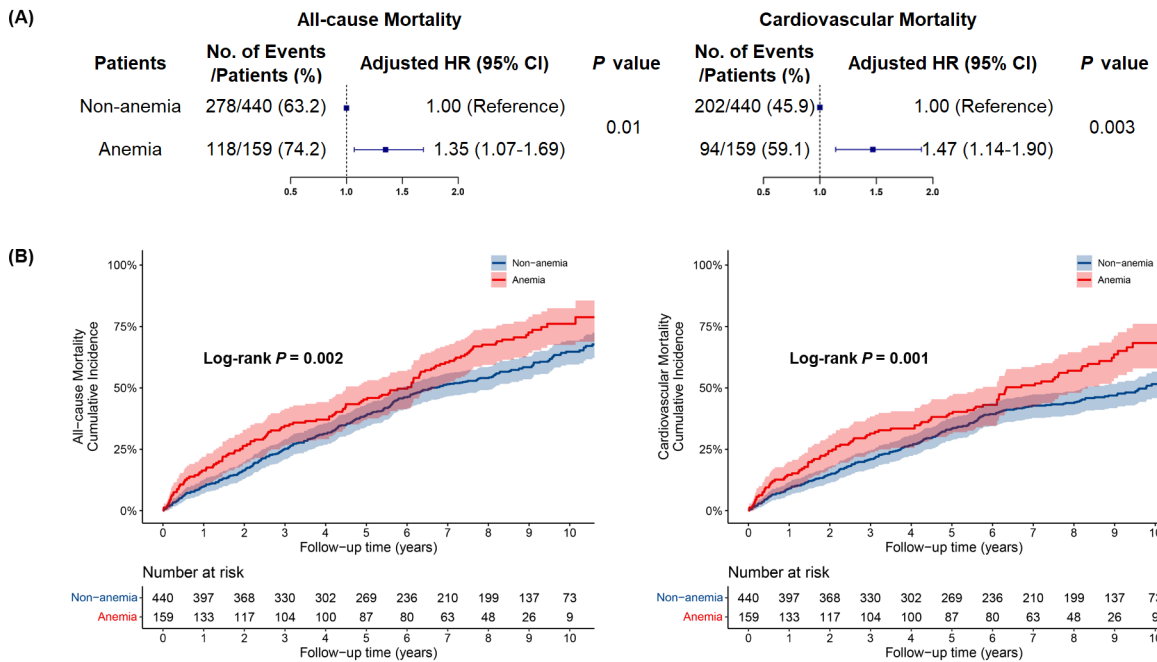 (A)
All-cause Mortality
Cardiovascular Mortality
Patients
No. of Events
/Patients (%)
Adjusted HR (95% CI)
P value
No. of Events
/Patients (%)
Adjusted HR (95% CI)
P value
Non-anemia 278/440 (63.2) 1.00 (Reference)
202/440 (45.9) 1.00 (Reference)
0.01
0.003
Anemia 118/159 (74.2) 1.35 (1.07-1.69)
94/159 (59.1) 1.47 (1.14-1.90)
0.5 1.0 1.5 2.0
0.5 1.0 1.5 2.0
(B)
All-cause Mortality
Cumulative Incidence
100%
75%
50%
25%
0%
Non-anemia
Anemia
Log-rank P = 0.002
0 1 2 3 4 5 6 7 8 9 10
Follow-up time (years)
Number at risk
Non-anemia 440 397 368 330 302 269 236 210 199 137 73
Anemia 159 133 117 104 100 87 80 63 48 26 9
0 1 2 3 4 5 6 7 8 9 10
Follow-up time (years)
Cardiovascular Mortality
Cumulative Incidence
100%
75%
50%
25%
0%
Non-anemia
Anemia
Log-rank P = 0.001
0 1 2 3 4 5 6 7 8 9 10
Follow-up time (years)
Number at risk
Non-anemia 440 397 368 330 302 269 236 210 199 137 73
Anemia 159 133 117 104 100 87 80 63 48 26 9
0 1 2 3 4 5 6 7 8 9 10
Follow-up time (years)